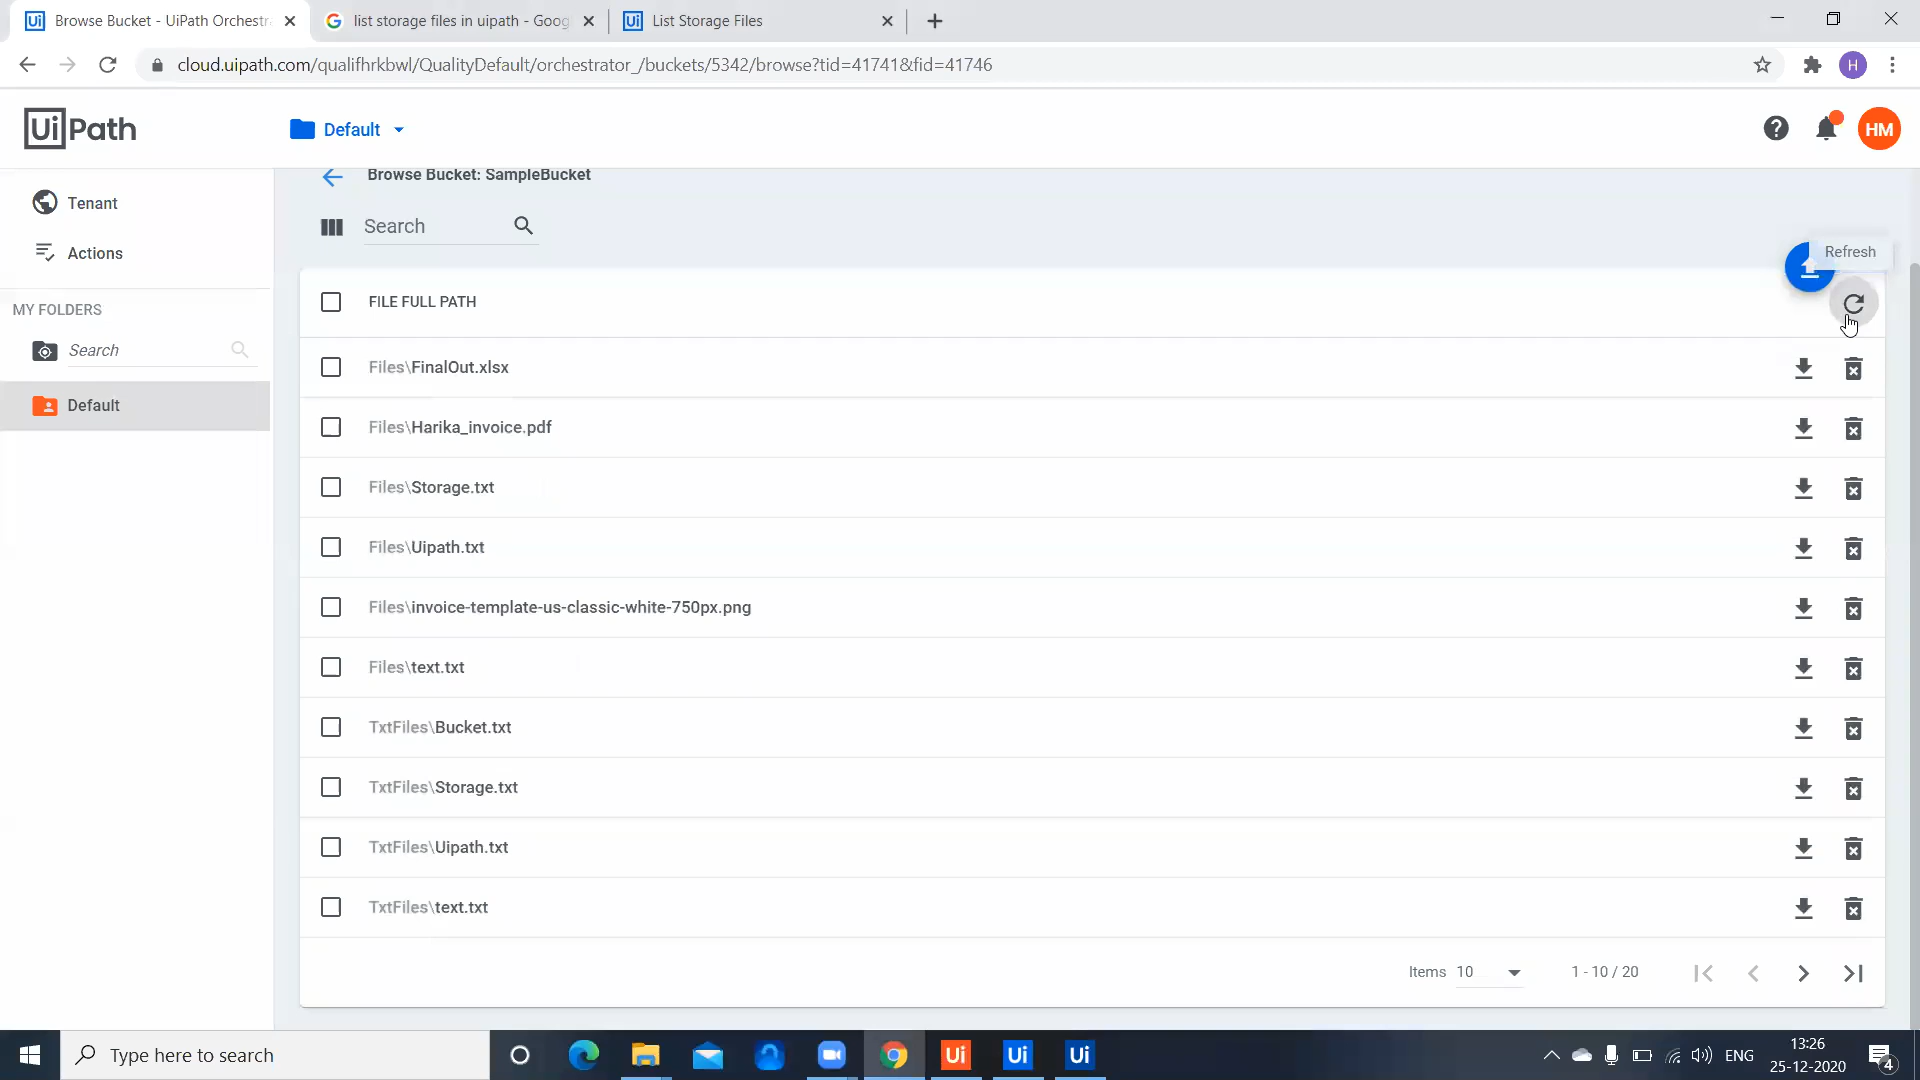 Browse Bucket - UiPath Orchestr
list storage files in uipath - Goog
List Storage Files
cloud.uipath.com/qualifhrkbwl/QualityDefault/orchestrator_/buckets/5342/browse?tid=41741&fid=41746
H
UiPath
Default
HM
Tenant
Actions
MY FOLDERS
Search
Default
Browse Bucket: SampleBucket
Search
Refresh
FILE FULL PATH
Files\FinalOut.xlsx
Files\Harika_invoice.pdf
Files\Storage.txt
Files\Uipath.txt
Files\invoice-template-us-classic-white-750px.png
Files\text.txt
TxtFiles\Bucket.txt
TxtFiles\Storage.txt
TxtFiles\Uipath.txt
TxtFiles\text.txt
Items 10 1 - 10 / 20
Type here to search
Ui
Ui
Ui
ENG
13:26
25-12-2020
4